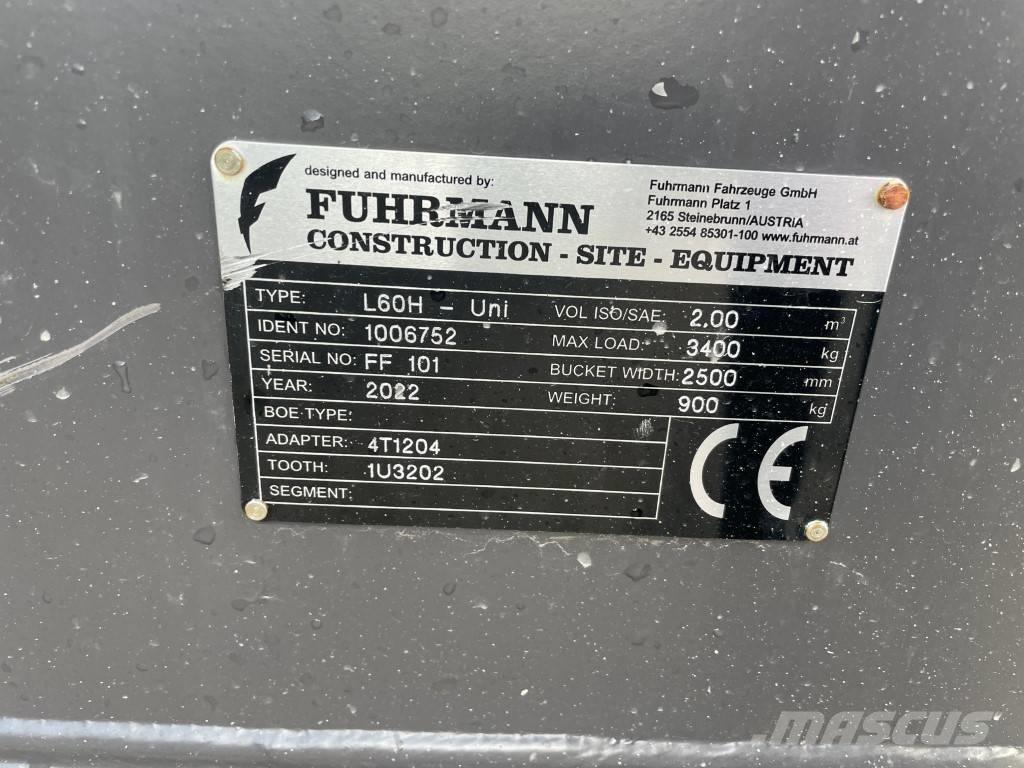 designed and manufactured by:
FUHRMANN
CONSTRUCTION - SITE - EQUIPMENT
Fuhrmann Fahrzeuge GmbH
Fuhrmann Platz 1
2165 Steinebrunn/AUSTRIA
+43 2554 85301-100 www.fuhrmann.at
TYPE: L60H - Uni
IDENT NO: 1006752
SERIAL NO: FF 101
YEAR: 2022
BOE TYPE:
ADAPTER: 4T1204
TOOTH: 1U3202
SEGMENT:
VOL ISO/SAE: 2.00 m³
MAX LOAD: 3400 kg
BUCKET WIDTH: 2500 mm
WEIGHT: 900 kg
CE
MASCUS